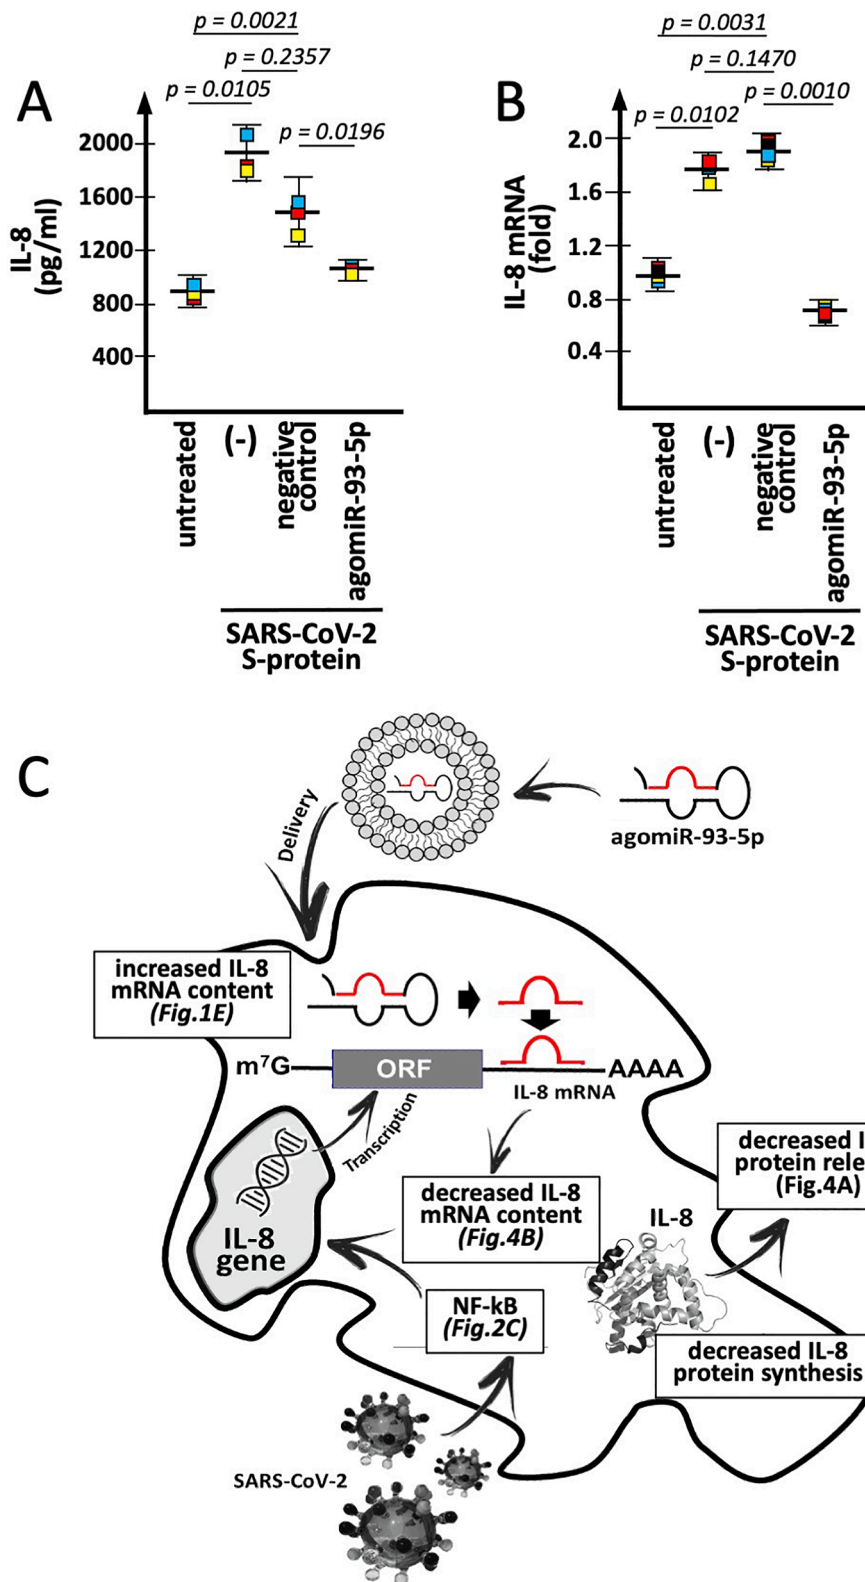 A
p = 0.0021
p = 0.2357
p = 0.0105
p = 0.0196
IL-8
(pg/ml)
2000
1600
1200
800
400
untreated
(-)
negative
control
agomiR-93-5p
SARS-CoV-2
S-protein
B
p = 0.0031
p = 0.1470
p = 0.0010
p = 0.0102
IL-8 mRNA
(fold)
2.0
1.6
1.2
0.8
0.4
untreated
(-)
negative
control
agomiR-93-5p
SARS-CoV-2
S-protein
C
agomiR-93-5p
Delivery
increased IL-8
mRNA content
(Fig.1E)
m⁷G
ORF
AAAA
IL-8 mRNA
Transcription
IL-8
gene
decreased IL-8
mRNA content
(Fig.4B)
NF-kB
(Fig.2C)
IL-8
decreased I
protein rele
(Fig.4A)
decreased IL-8
protein synthesis
SARS-CoV-2